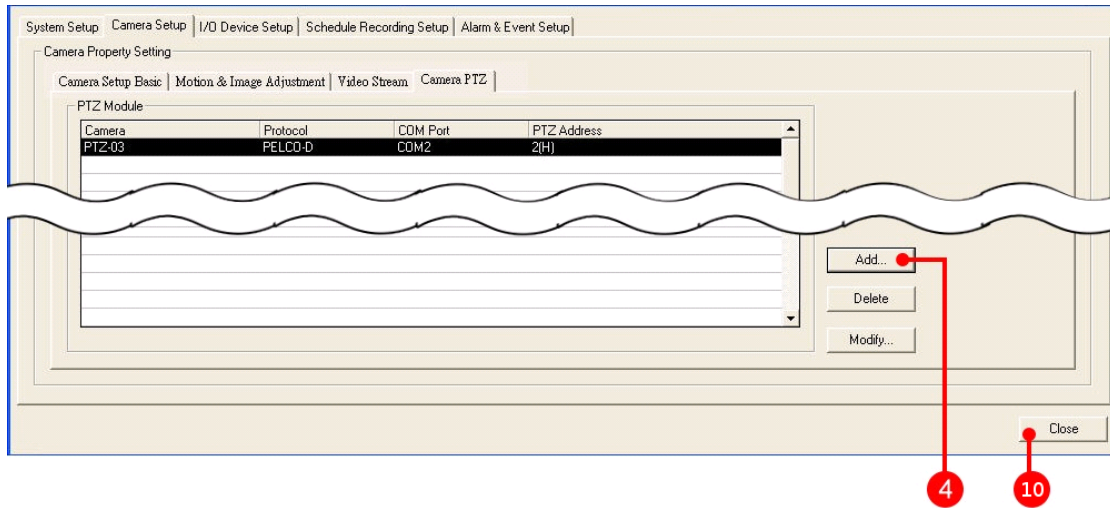 System Setup Camera Setup I/O Device Setup Schedule Recording Setup Alarm & Event Setup
Camera Property Setting
Camera Setup Basic Motion & Image Adjustment Video Stream Camera PTZ
PTZ Module
Camera Protocol COM Port PTZ Address
PTZ-03 PELCO-D COM2 2(H)
Add...
Delete
Modify...
Close
4 10